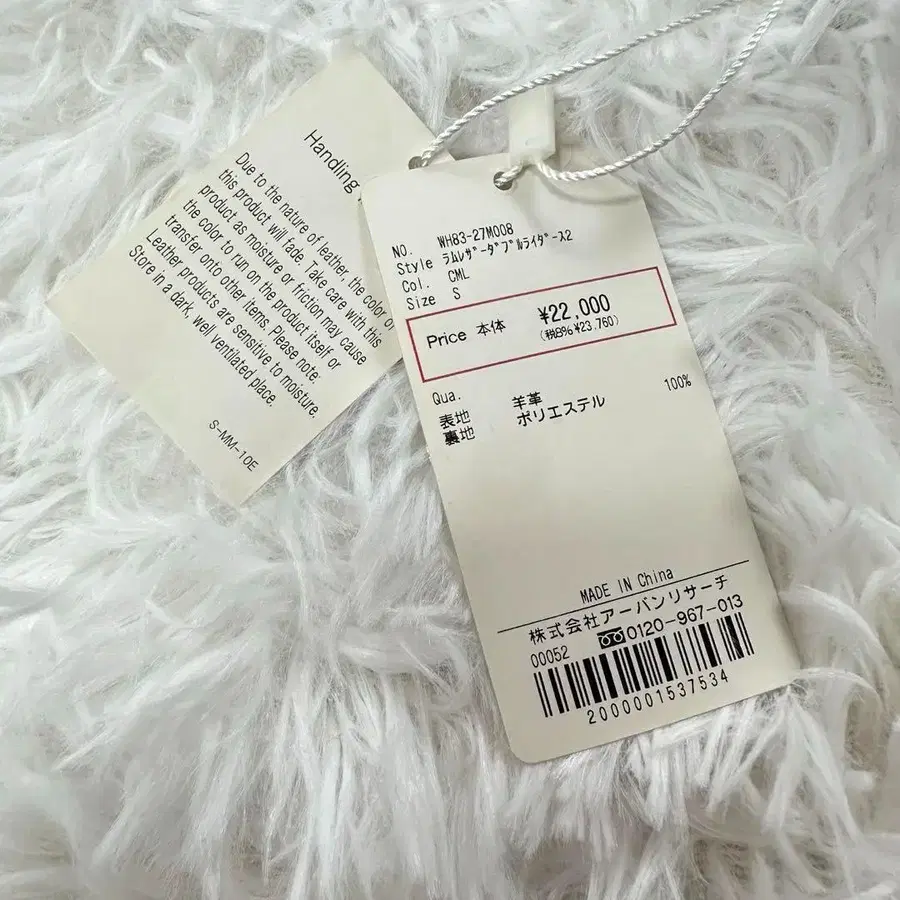 Handling
Due to the nature of leather, the color of
this product will fade. Take care with this
product as moisture or friction may cause
the color to run on the product itself or
transfer onto other items. Please note.
Leather products are sensitive to moisture.
Store in a dark, well ventilated place.
S-MM-10E
NO. WH83-27M008
Style ラムレザーダブルライダース2
Col. CML
Size S
Price 本体 ¥22,000
(税8% ¥23,760)
Qua.
表地 羊革
裏地 ポリエステル 100%
MADE IN China
株式会社アーバンリサーチ
0120-967-013
00052
2000001537534